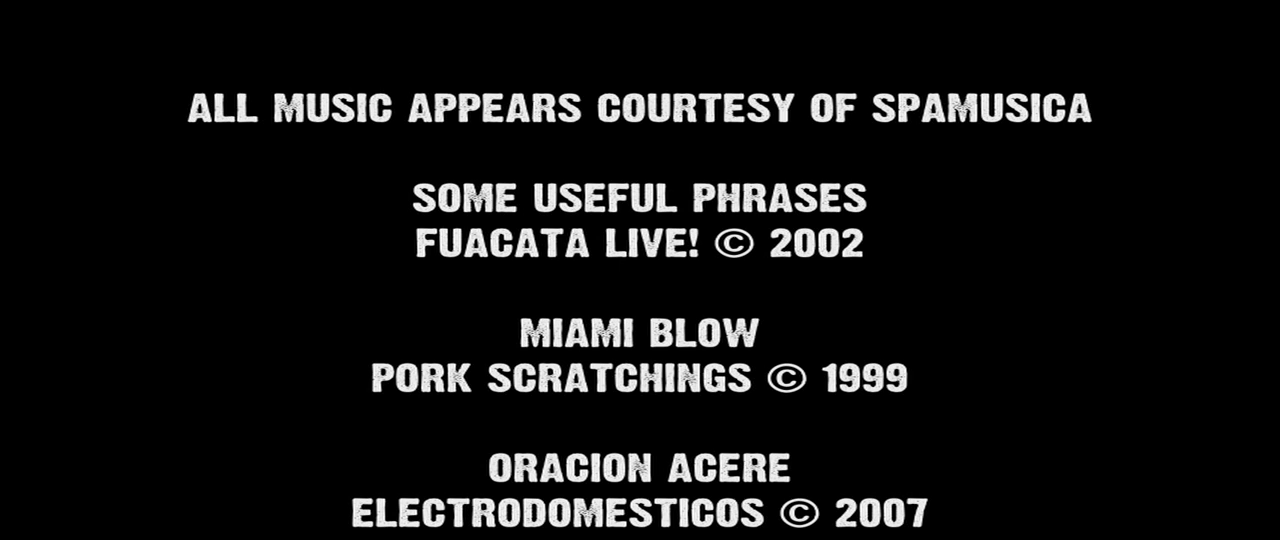 ALL MUSIC APPEARS COURTESY OF SPAMUSICA
SOME USEFUL PHRASES
FUACATA LIVE! © 2002
MIAMI BLOW
PORK SCRATCHINGS © 1999
ORACION ACERE
ELECTRODOMESTICOS © 2007